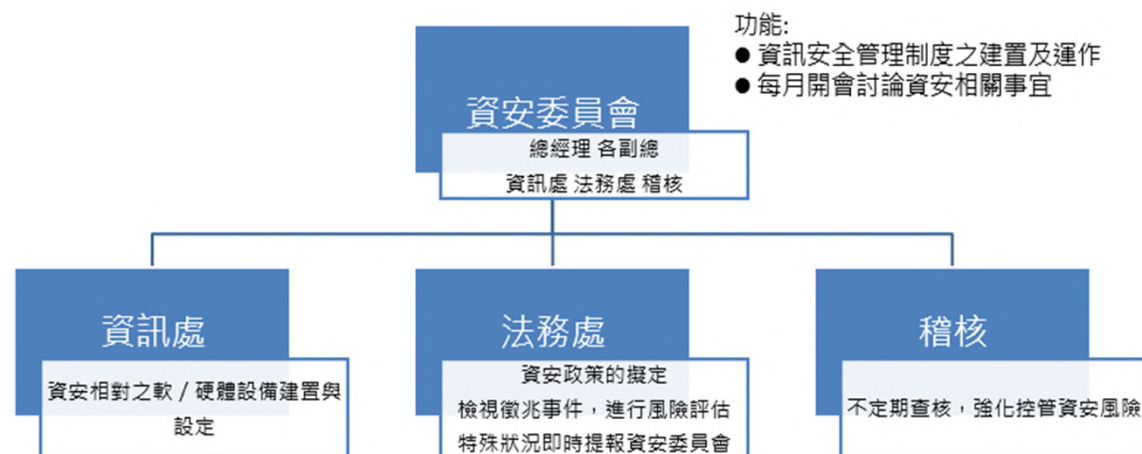 功能:
● 資訊安全管理制度之建置及運作
● 每月開會討論資安相關事宜
資安委員會
總經理 各副總
資訊處 法務處 稽核
資訊處
資安相對之軟 / 硬體設備建置與
設定
法務處
資安政策的擬定
檢視徵兆事件，進行風險評估
特殊狀況即時提報資安委員會
稽核
不定期查核，強化控管資安風險